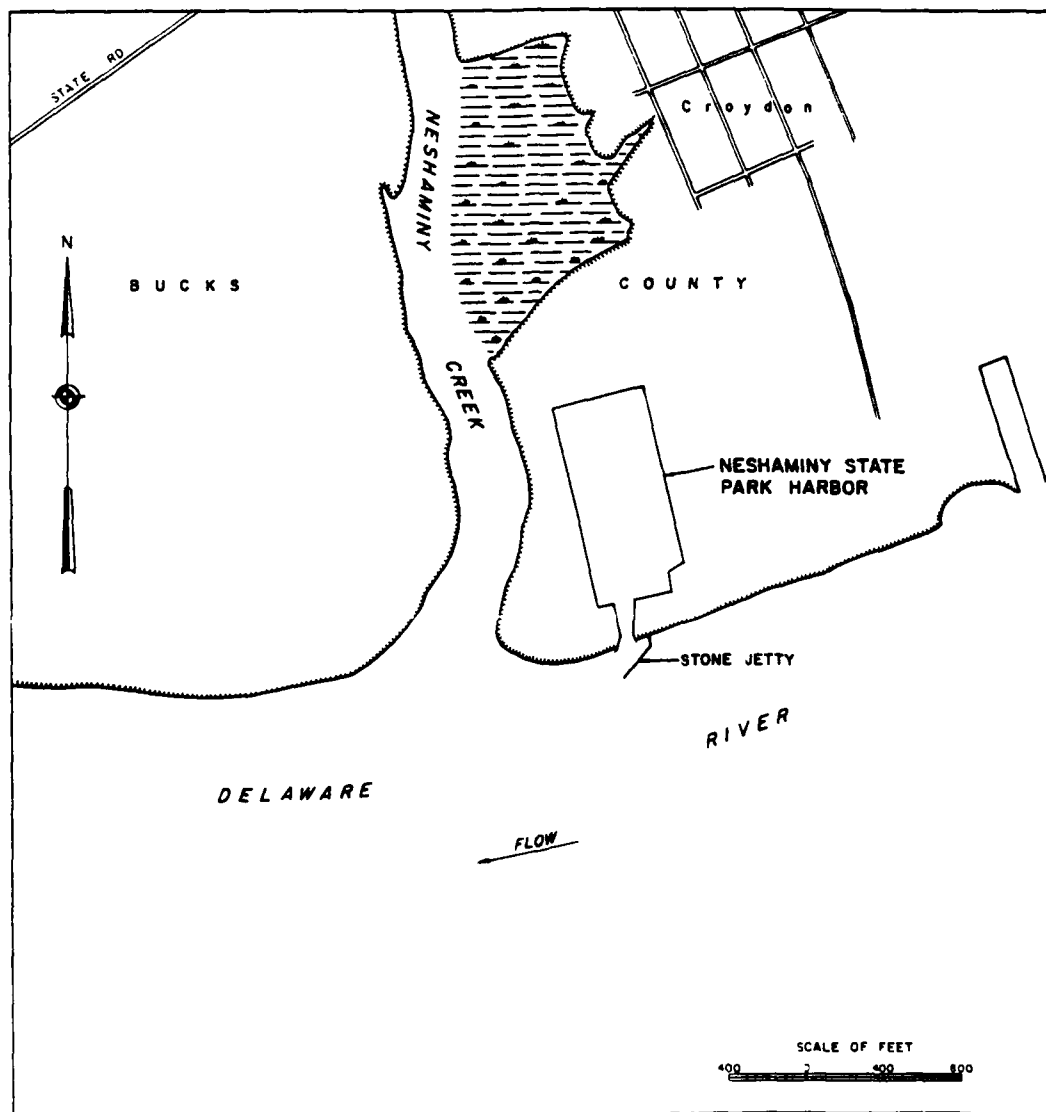 STATE RD
Croydon
NESHAMINY
N
BUCKS
COUNTY
CREEK
NESHAMINY STATE
PARK HARBOR
STONE JETTY
RIVER
DELAWARE
FLOW
SCALE OF FEET
400 0 400 800